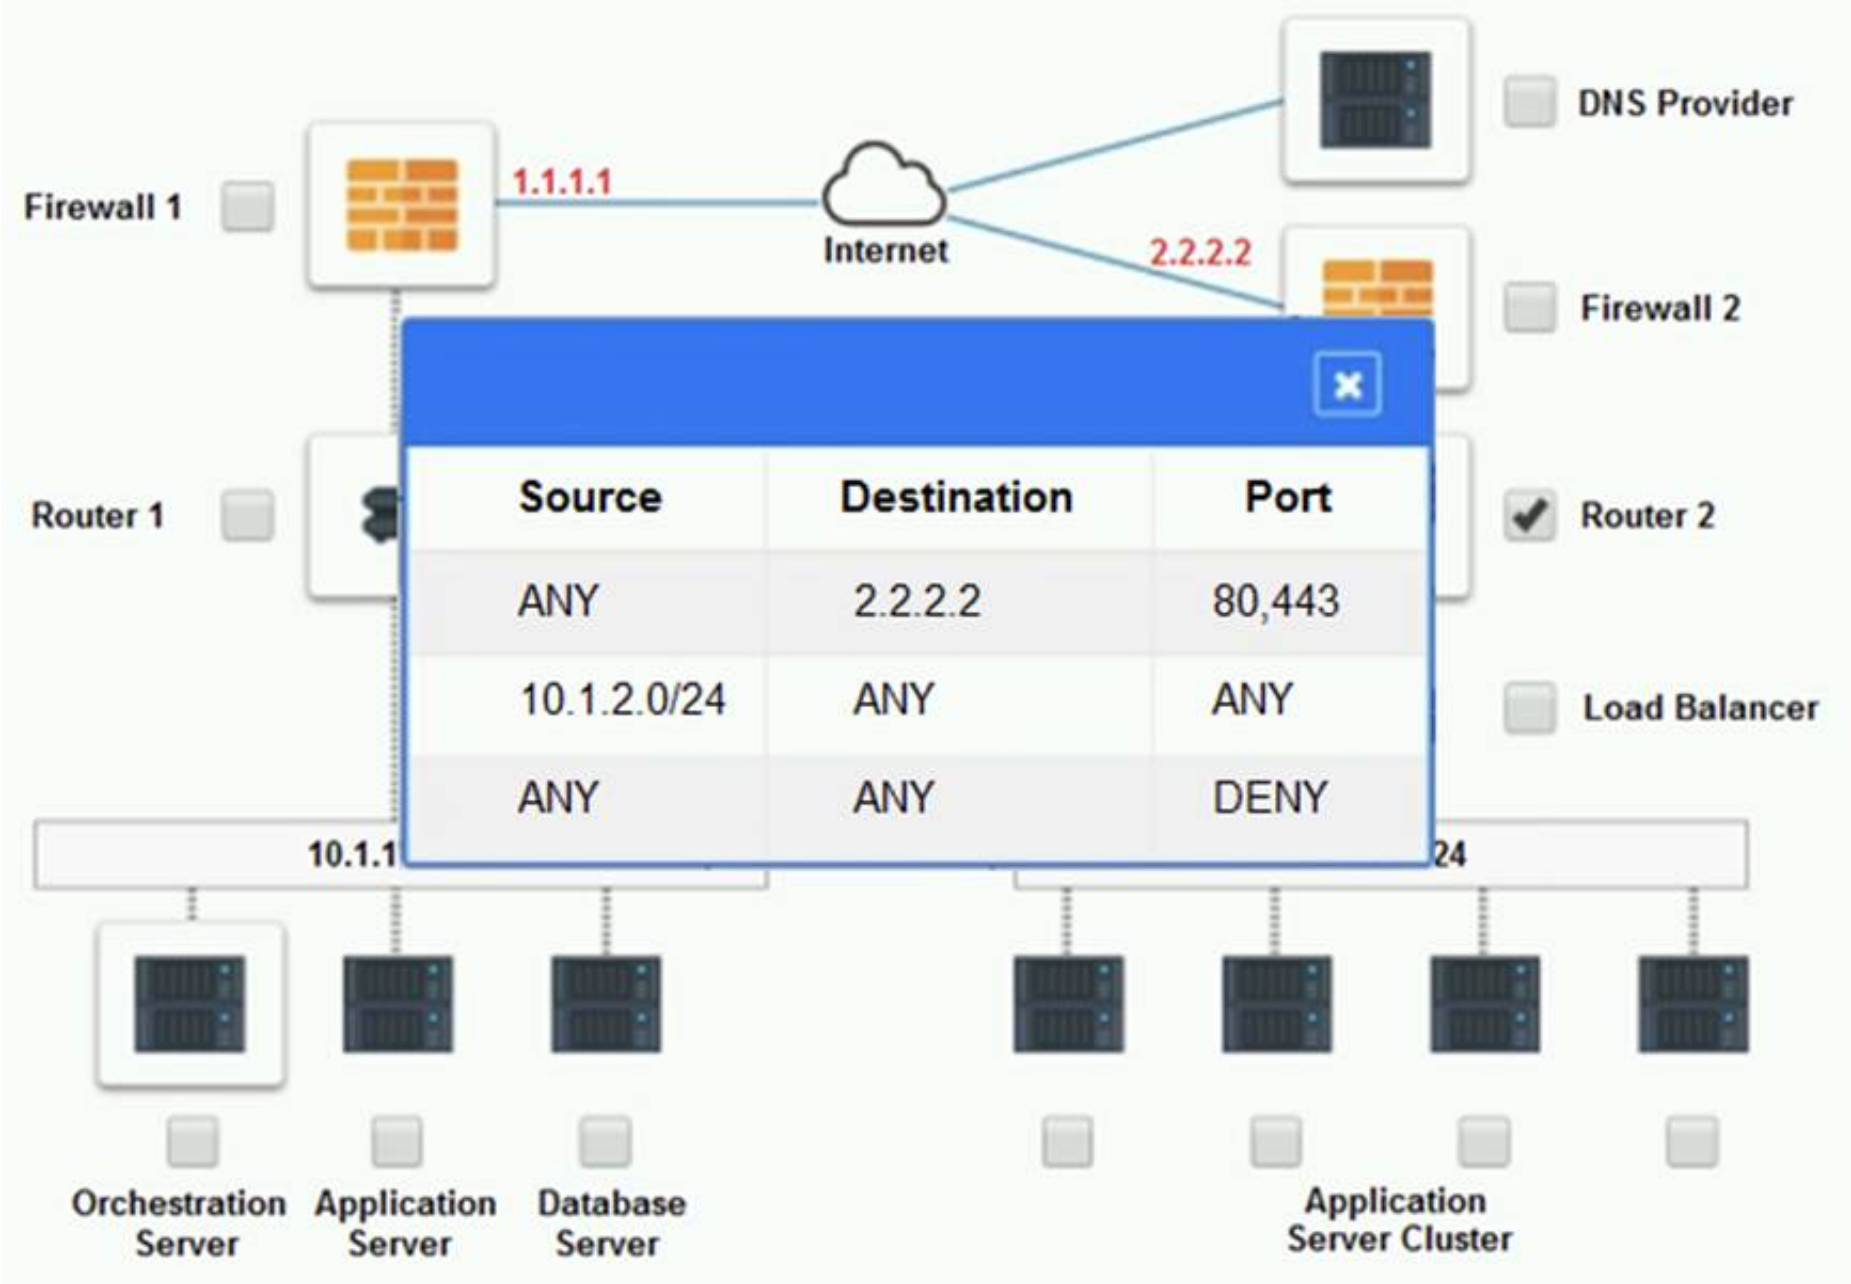 DNS Provider
1.1.1.1
Firewall 1
Internet
2.2.2.2
Firewall 2
Source Destination Port
Router 1
Router 2
ANY 2.2.2.2 80,443
10.1.2.0/24 ANY ANY
Load Balancer
ANY ANY DENY
10.1.1
24
Orchestration
Server
Application
Server
Database
Server
Application
Server Cluster